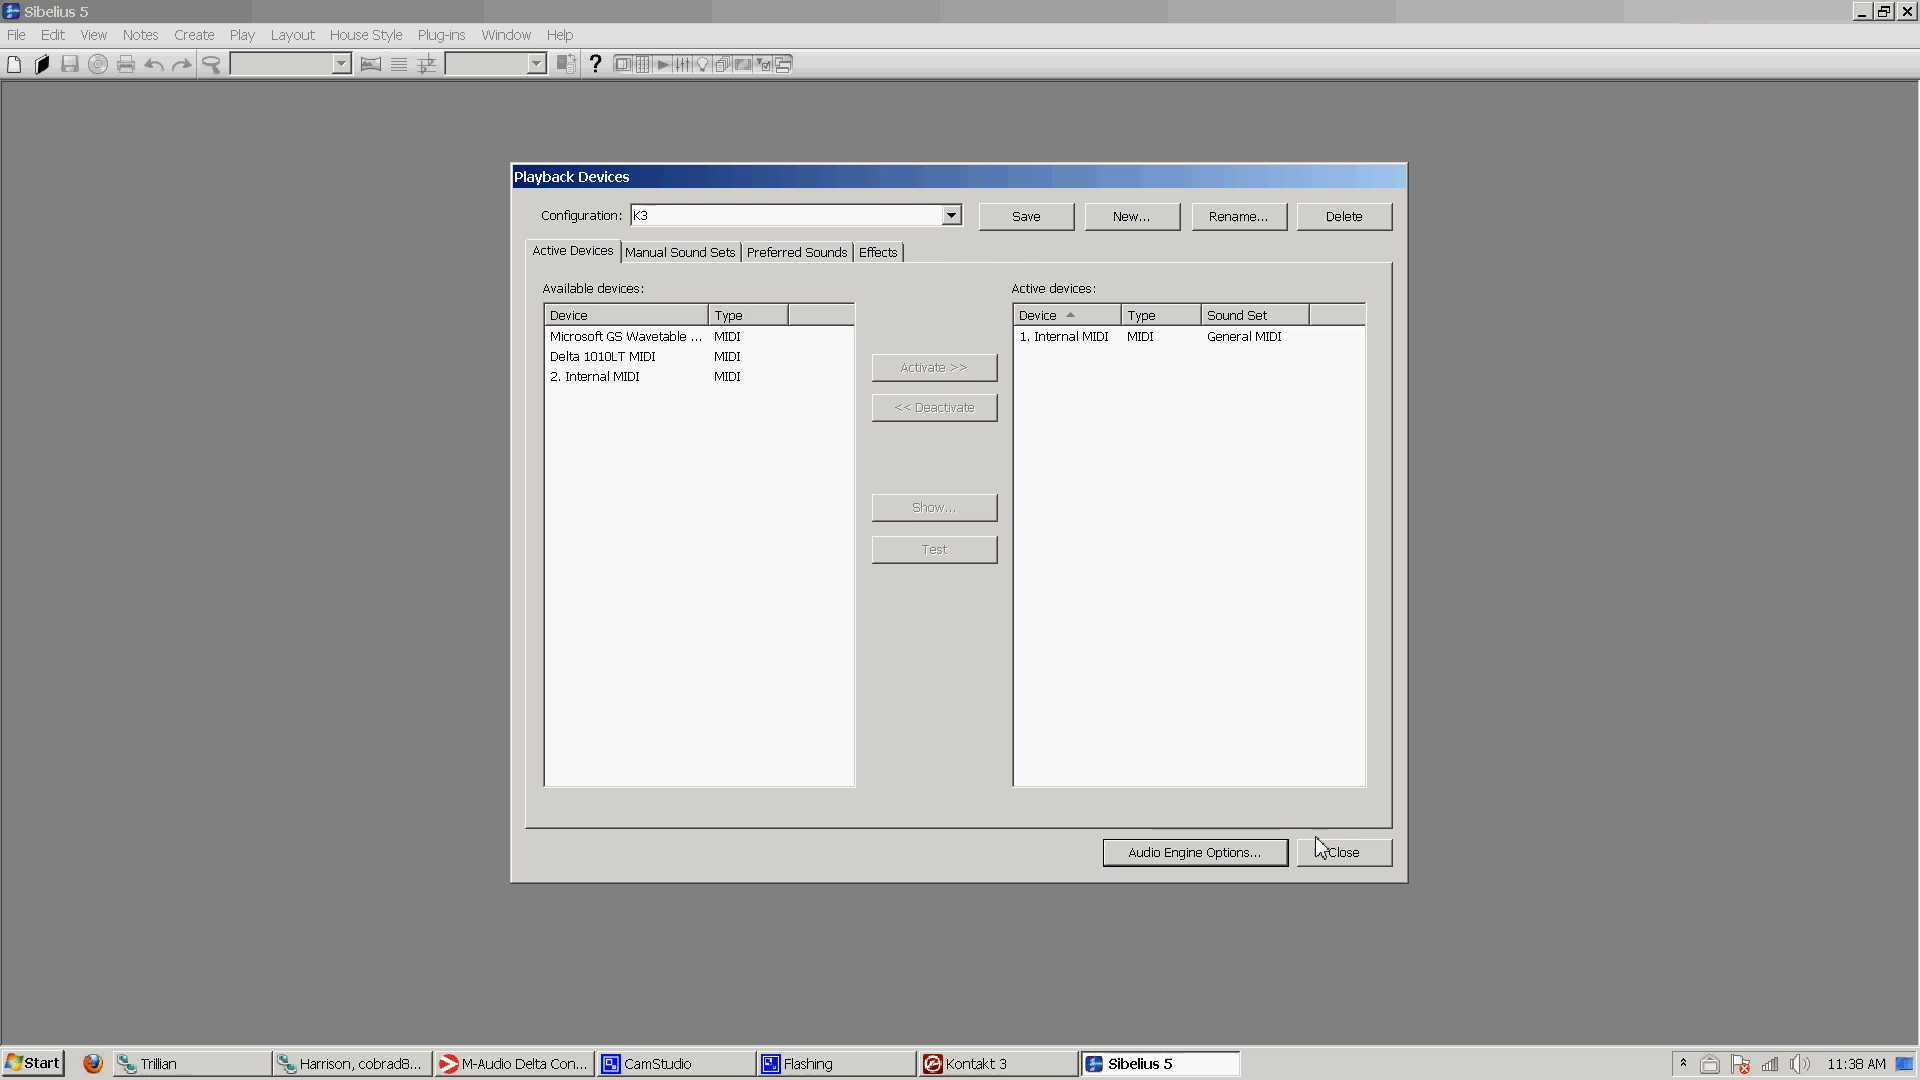 Sibelius 5
File Edit View Notes Create Play Layout House Style Plug-ins Window Help
Playback Devices
Configuration: K3 Save New... Rename... Delete
Active Devices Manual Sound Sets Preferred Sounds Effects
Available devices: Active devices:
Device Type Device Type Sound Set
Microsoft GS Wavetable ... MIDI 1. Internal MIDI MIDI General MIDI
Delta 1010LT MIDI MIDI
2. Internal MIDI MIDI
Activate >>
<< Deactivate
Show...
Test
Audio Engine Options... Close
Start Trillian Harrison, cobrad8... M-Audio Delta Con... CamStudio Flashing Kontakt 3 Sibelius 5 11:38 AM